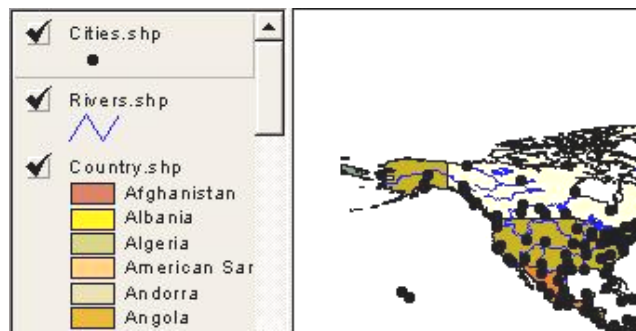 Cities.shp
Rivers.shp
Country.shp
Afghanistan
Albania
Algeria
American Sar
Andorra
Angola